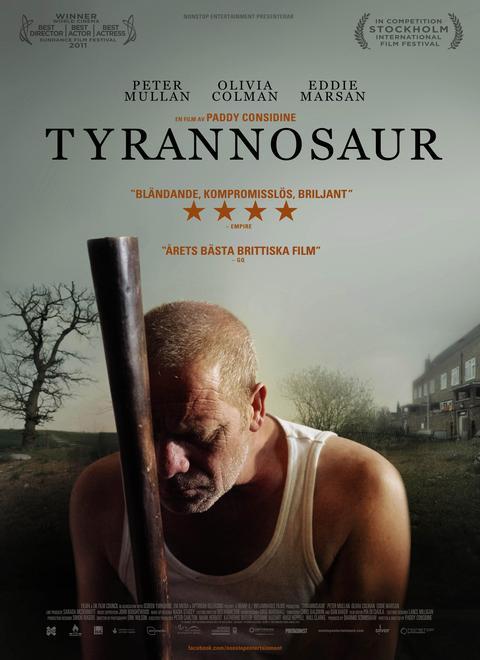 NONSTOP ENTERTAINMENT PRESENTERAR
WINNER
WORLD CINEMA
BEST DIRECTOR
BEST ACTOR
BEST ACTRESS
SUNDANCE FILM FESTIVAL
2011
IN COMPETITION
STOCKHOLM
INTERNATIONAL
FILM FESTIVAL
PETER MULLAN
OLIVIA COLMAN
EDDIE MARSAN
EN FILM AV PADDY CONSIDINE
TYRANNOSAUR
"BLÄNDANDE, KOMPROMISSLÖS, BRILJANT"
– EMPIRE
"ÅRETS BÄSTA BRITTISKA FILM"
– GQ
facebook.com/nonstopentertainment